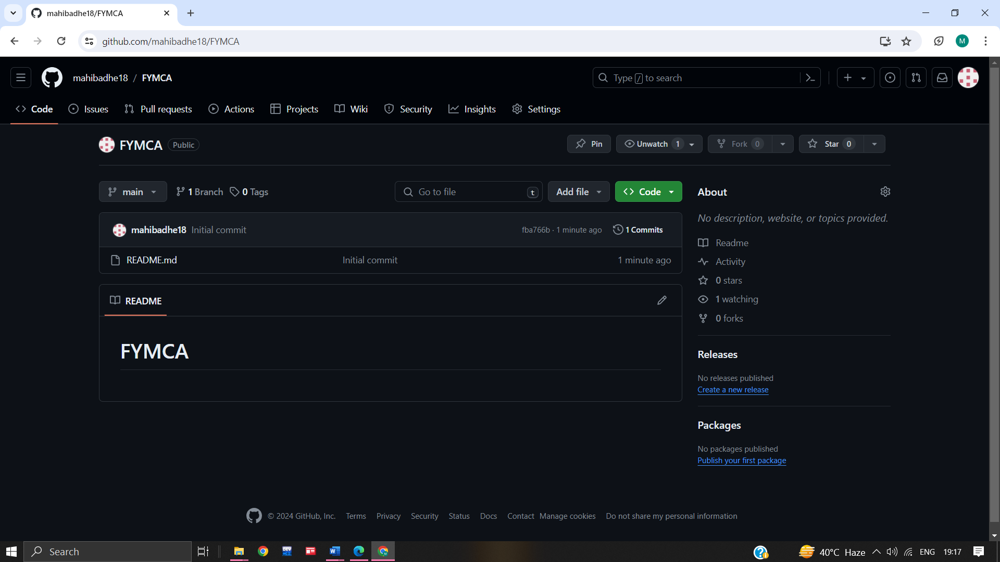 mahibadhe18/FYMCA
github.com/mahibadhe18/FYMCA
M
mahibadhe18 / FYMCA
Type / to search
Code Issues Pull requests Actions Projects Wiki Security Insights Settings
FYMCA Public
Pin Unwatch 1 Fork 0 Star 0
main 1 Branch 0 Tags Go to file t Add file Code
mahibadhe18 Initial commit fba766b · 1 minute ago 1 Commits
README.md Initial commit 1 minute ago
README
FYMCA
About
No description, website, or topics provided.
Readme
Activity
0 stars
1 watching
0 forks
Releases
No releases published
Create a new release
Packages
No packages published
Publish your first package
© 2024 GitHub, Inc. Terms Privacy Security Status Docs Contact Manage cookies Do not share my personal information
Search DEV W 40°C Haze ENG 19:17